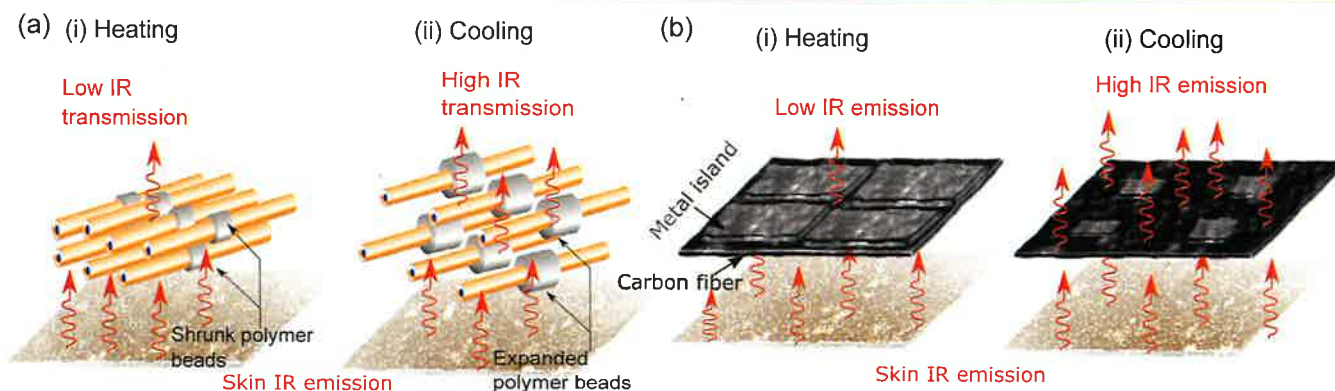 (a) (i) Heating
(ii) Cooling
Low IR
transmission
High IR
transmission
Shrunk polymer
beads
Expanded
polymer beads
Skin IR emission
(b) (i) Heating
(ii) Cooling
Low IR emission
High IR emission
Metal island
Carbon fiber
Skin IR emission